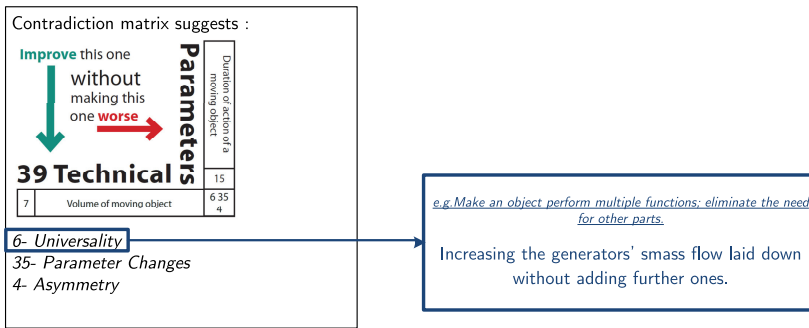 Contradiction matrix suggests :
Improve this one
without
making this
one worse
Parameters
Duration of action of a
moving object
39 Technical
15
7 Volume of moving object 6 35
4
6- Universality
35- Parameter Changes
4- Asymmetry
e.g.Make an object perform multiple functions; eliminate the need
for other parts.
Increasing the generators' smass flow laid down
without adding further ones.